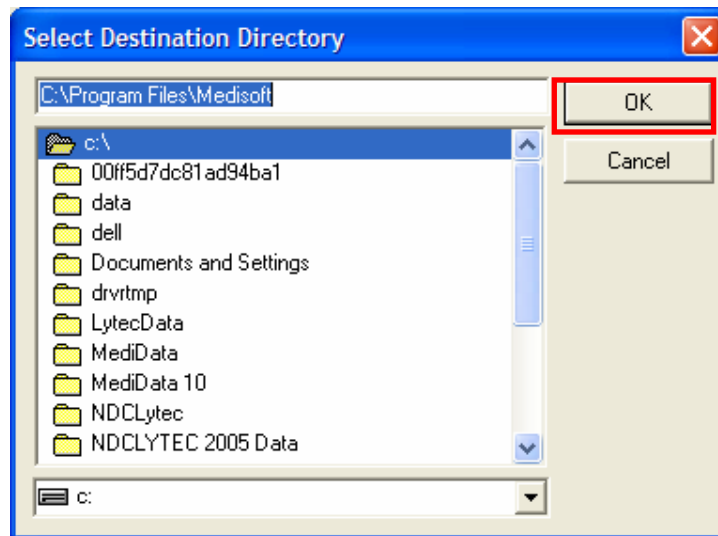 Select Destination Directory
C:\Program Files\Medisoft
OK
Cancel
c:\
00ff5d7dc81ad94ba1
data
dell
Documents and Settings
drvrtmp
LytecData
MediData
MediData 10
NDCLytec
NDCLYTEC 2005 Data
c: